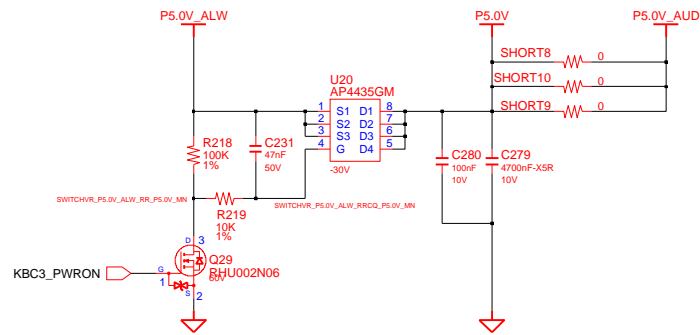 P5.0V_ALW
P5.0V
P5.0V_AUD
SHORT8
0
SHORT10
0
SHORT9
0
U20
AP4435GM
1
S1
D1
8
2
S2
D2
7
3
S3
D3
6
4
G
D4
5
-30V
R218
100K
1%
C231
47nF
50V
C280
100nF
10V
C279
4700nF-X5R
10V
SWITCHVR_P5.0V_ALW_RR_P5.0V_MN
SWITCHVR_P5.0V_ALW_RRCQ_P5.0V_MN
R219
10K
1%
D
3
Q29
RHU002N06
60V
KBC3_PWRON
G
1
S
2